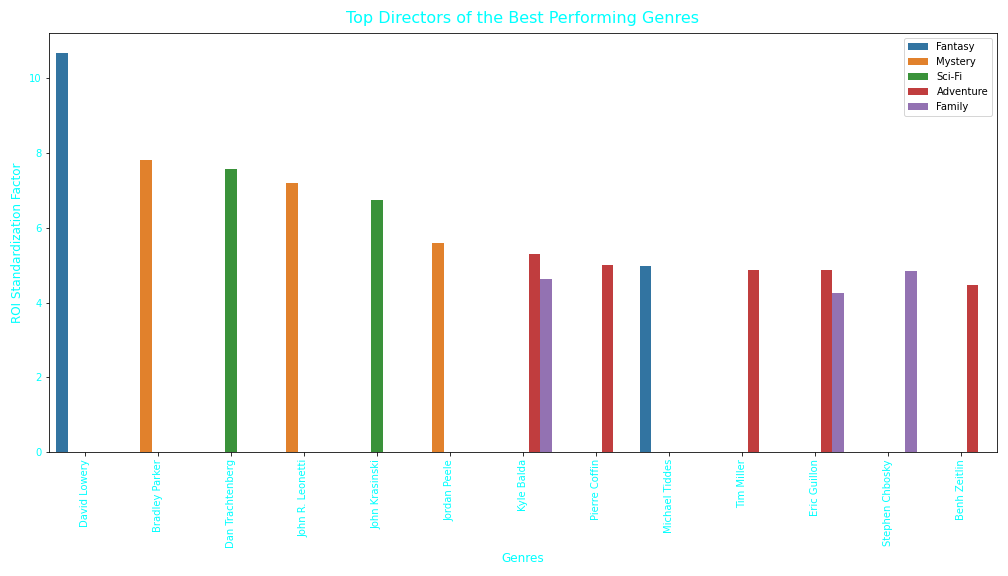 Top Directors of the Best Performing Genres
Fantasy
Mystery
Sci-Fi
Adventure
Family
ROI Standardization Factor
10
8
6
4
2
0
David Lowery
Bradley Parker
Dan Trachtenberg
John R. Leonetti
John Krasinski
Jordan Peele
Kyle Balda
Pierre Coffin
Michael Tiddes
Tim Miller
Eric Guillon
Stephen Chbosky
Benh Zeitlin
Genres